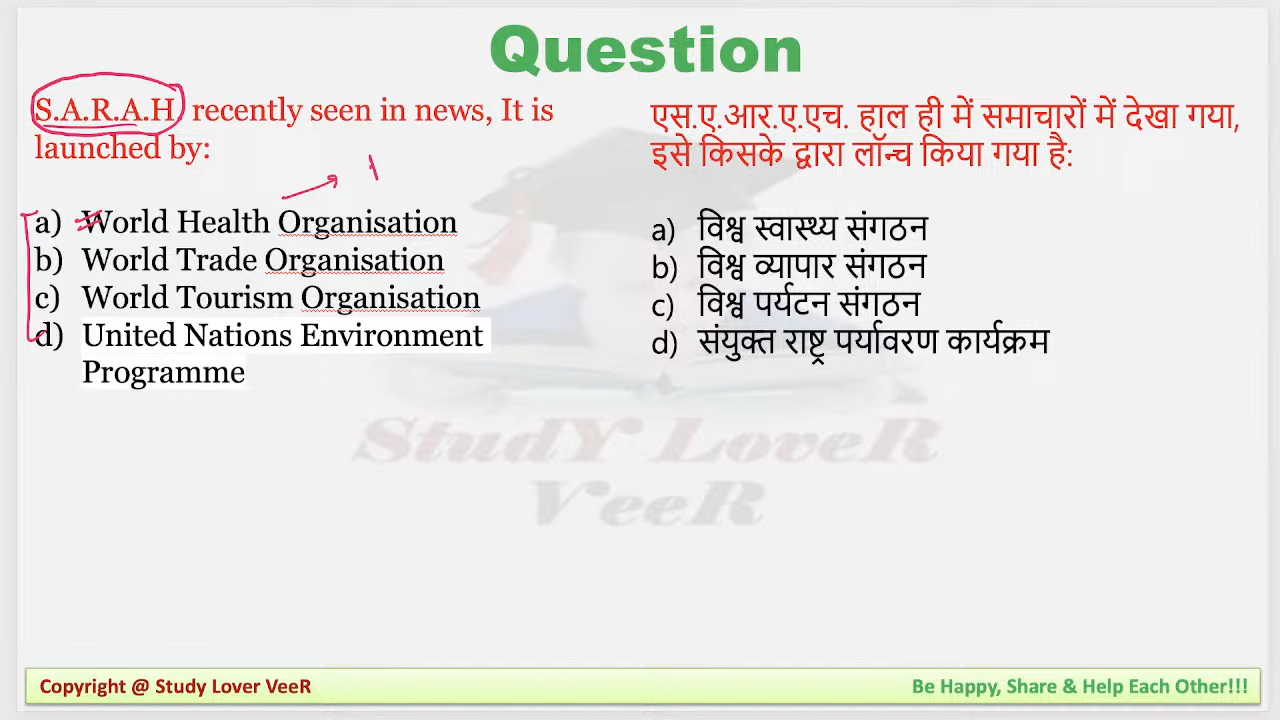 Question
S.A.R.A.H recently seen in news, It is
launched by:
a) World Health Organisation
b) World Trade Organisation
c) World Tourism Organisation
d) United Nations Environment
Programme
एस.ए.आर.ए.एच. हाल ही में समाचारों में देखा गया,
इसे किसके द्वारा लॉन्च किया गया है:
a) विश्व स्वास्थ्य संगठन
b) विश्व व्यापार संगठन
c) विश्व पर्यटन संगठन
d) संयुक्त राष्ट्र पर्यावरण कार्यक्रम
StudY LoveR
VeeR
Copyright @ Study Lover VeeR
Be Happy, Share & Help Each Other!!!